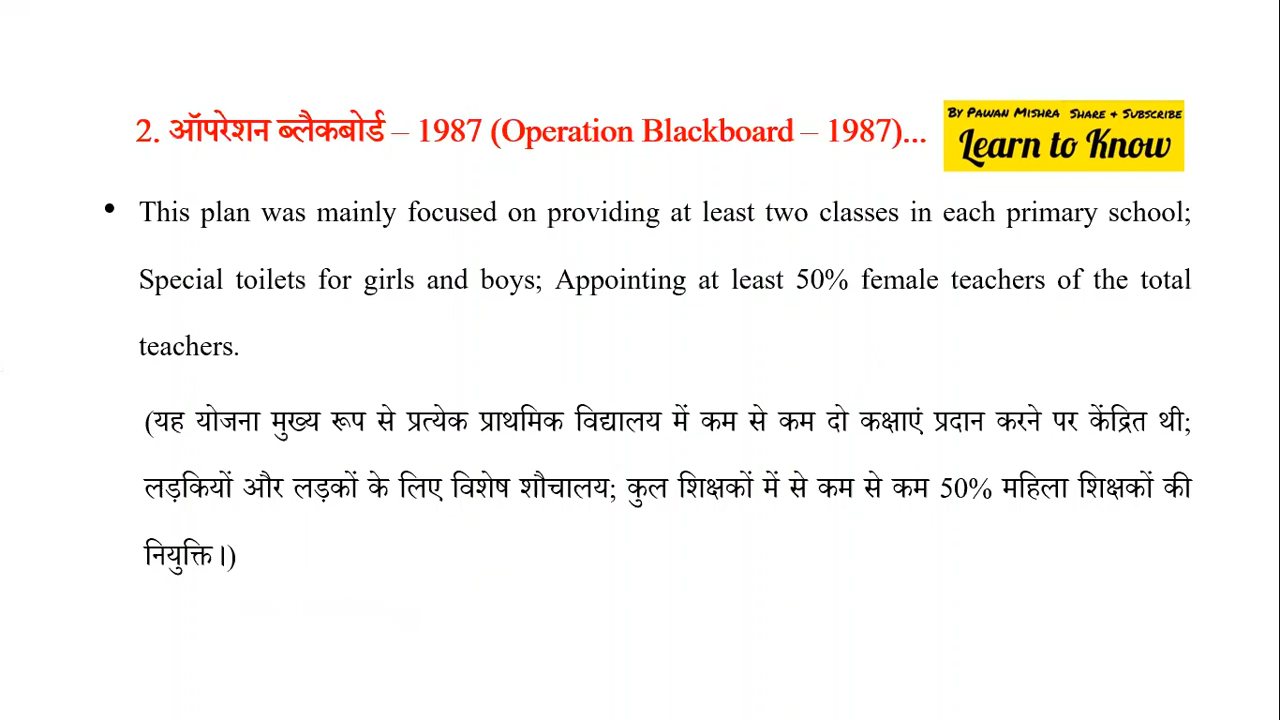 2. ऑपरेशन ब्लैकबोर्ड – 1987 (Operation Blackboard – 1987)...
By Pawan Mishra Share + Subscribe
Learn to Know
• This plan was mainly focused on providing at least two classes in each primary school;
Special toilets for girls and boys; Appointing at least 50% female teachers of the total
teachers.
(यह योजना मुख्य रूप से प्रत्येक प्राथमिक विद्यालय में कम से कम दो कक्षाएं प्रदान करने पर केंद्रित थी;
लड़कियों और लड़कों के लिए विशेष शौचालय; कुल शिक्षकों में से कम से कम 50% महिला शिक्षकों की
नियुक्ति।)